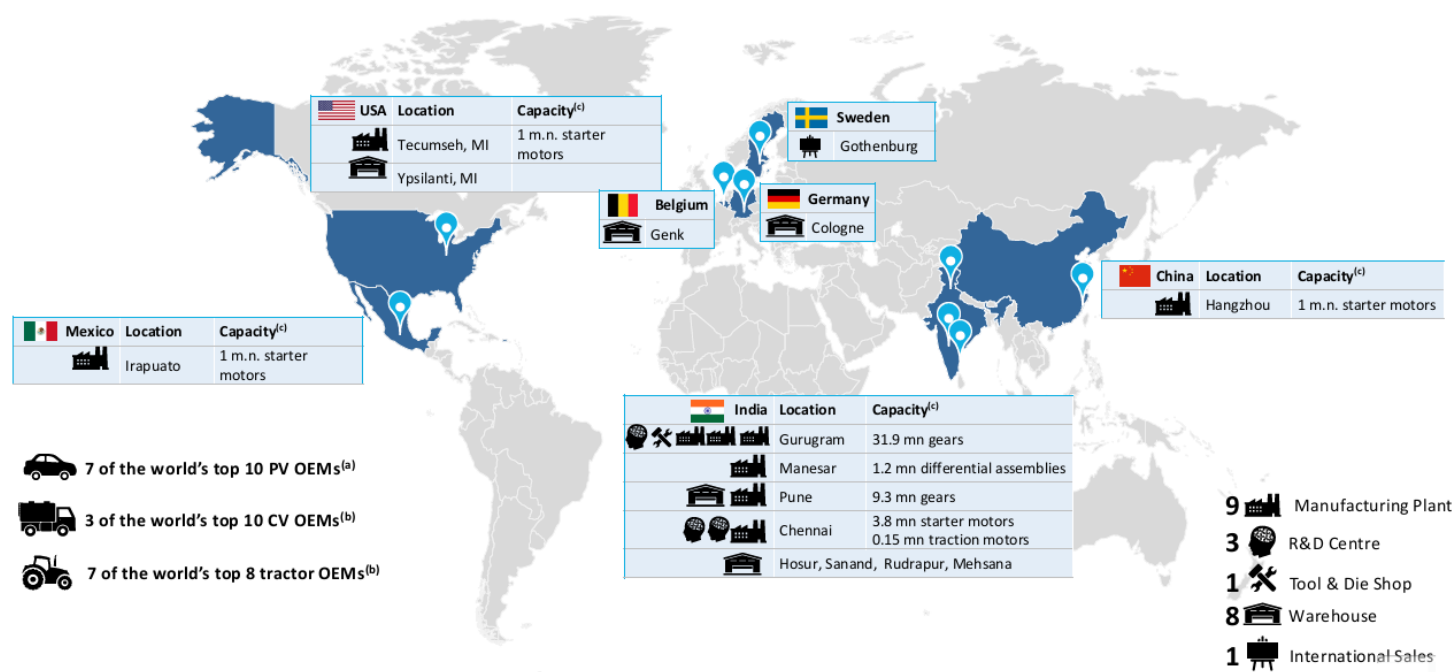 USA Location Capacity(c)
Tecumseh, MI 1 m.n. starter
motors
Ypsilanti, MI
Sweden
Gothenburg
Belgium
Genk
Germany
Cologne
China Location Capacity(c)
Hangzhou 1 m.n. starter motors
Mexico Location Capacity(c)
Irapuato 1 m.n. starter
motors
India Location Capacity(c)
Gurugram 31.9 mn gears
Manesar 1.2 mn differential assemblies
Pune 9.3 mn gears
Chennai 3.8 mn starter motors
0.15 mn traction motors
Hosur, Sanand, Rudrapur, Mehsana
7 of the world’s top 10 PV OEMs(a)
3 of the world’s top 10 CV OEMs(b)
7 of the world’s top 8 tractor OEMs(b)
9 Manufacturing Plant
3 R&D Centre
1 Tool & Die Shop
8 Warehouse
1 International Sales